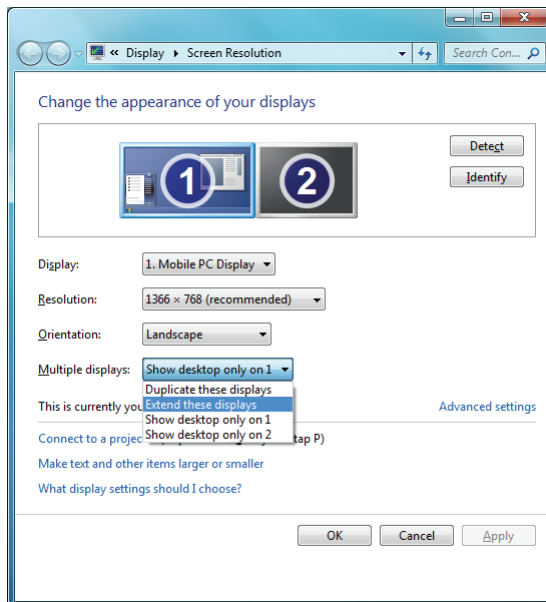 « Display ▸ Screen Resolution
Search Con...
Change the appearance of your displays
1
2
Detect
Identify
Display: 1. Mobile PC Display
Resolution: 1366 × 768 (recommended)
Orientation: Landscape
Multiple displays: Show desktop only on 1
Duplicate these displays
This is currently you
Extend these displays
Advanced settings
Show desktop only on 1
Connect to a projec
Show desktop only on 2
tap P)
Make text and other items larger or smaller
What display settings should I choose?
OK Cancel Apply